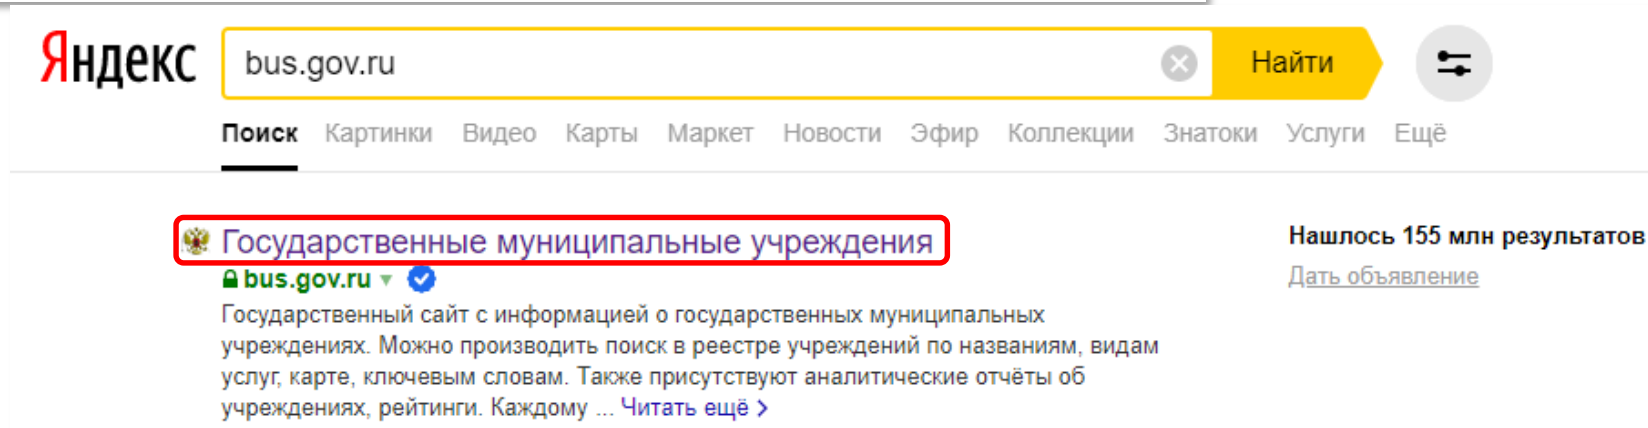 Яндекс
bus.gov.ru
Найти
Поиск Картинки Видео Карты Маркет Новости Эфир Коллекции Знатоки Услуги Ещё
Государственные муниципальные учреждения
bus.gov.ru
Государственный сайт с информацией о государственных муниципальных
учреждениях. Можно производить поиск в реестре учреждений по названиям, видам
услуг, карте, ключевым словам. Также присутствуют аналитические отчёты об
учреждениях, рейтинги. Каждому ... Читать ещё >
Нашлось 155 млн результатов
Дать объявление